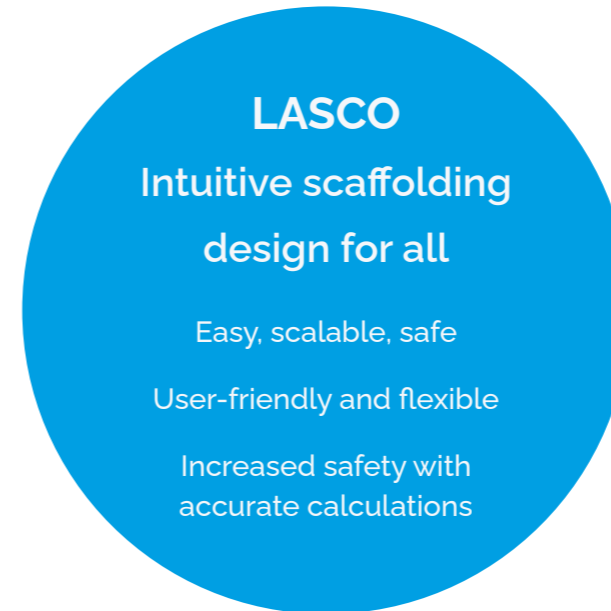 LASCO
Intuitive scaffolding
design for all
Easy, scalable, safe
User-friendly and flexible
Increased safety with
accurate calculations